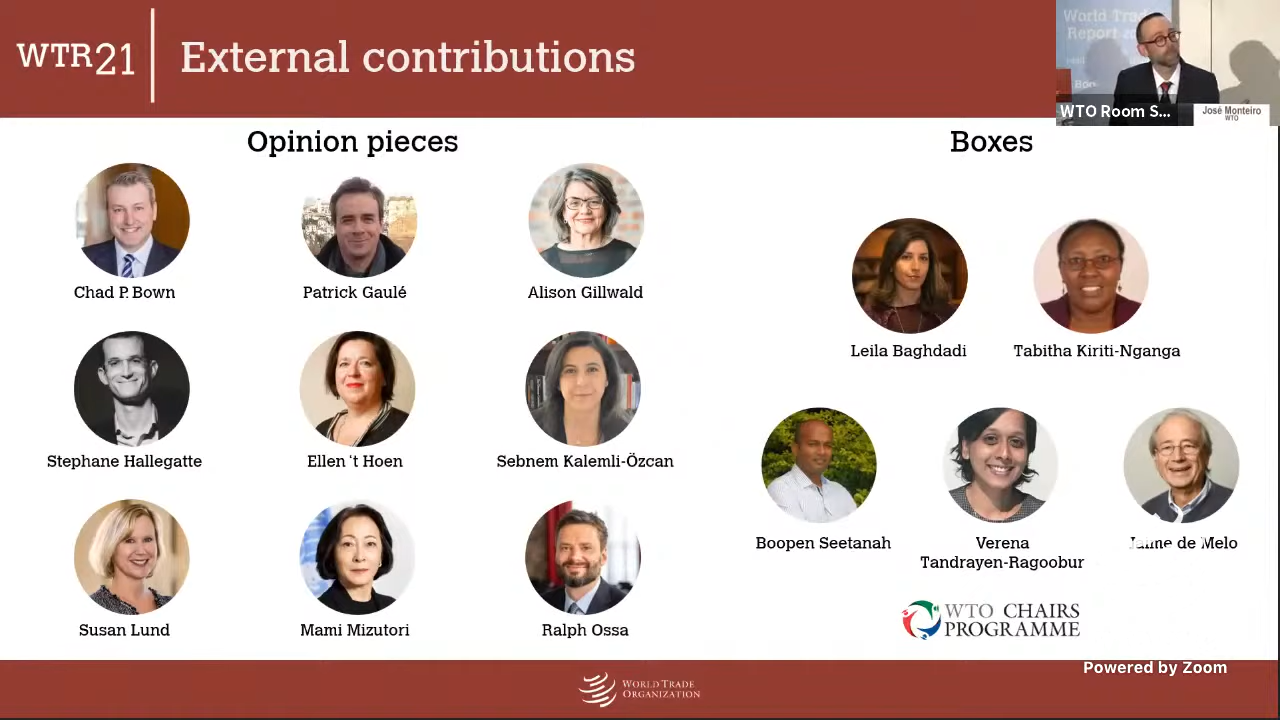 WTR21
External contributions
World Trade
Report
WTO Room S...
José Monteiro
WTO
Opinion pieces
Boxes
Chad P. Bown
Patrick Gaulé
Alison Gillwald
Leila Baghdadi
Tabitha Kiriti-Nganga
Stephane Hallegatte
Ellen ‘t Hoen
Sebnem Kalemli-Özcan
Boopen Seetanah
Verena
Tandrayen-Ragoobur
Jaime de Melo
Susan Lund
Mami Mizutori
Ralph Ossa
WTO CHAIRS
PROGRAMME
Powered by Zoom
WORLD TRADE
ORGANIZATION